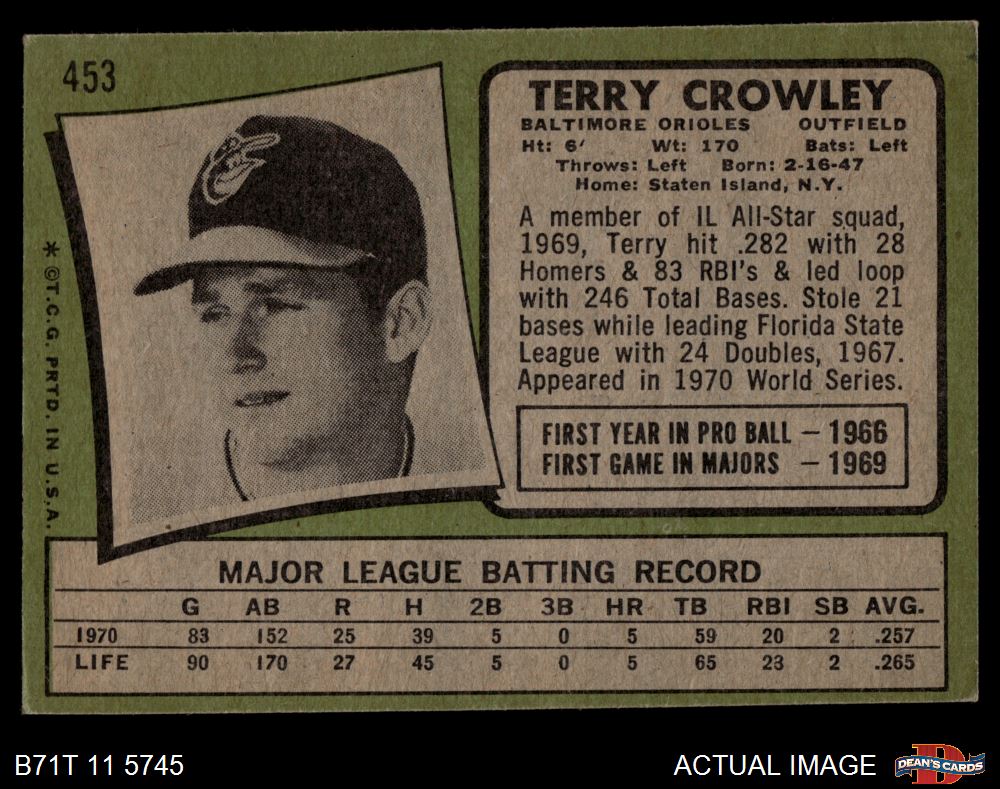 453
TERRY CROWLEY
BALTIMORE ORIOLES OUTFIELD
Ht: 6' Wt: 170 Bats: Left
Throws: Left Born: 2-16-47
Home: Staten Island, N.Y.
A member of IL All-Star squad,
1969, Terry hit .282 with 28
Homers & 83 RBI's & led loop
with 246 Total Bases. Stole 21
bases while leading Florida State
League with 24 Doubles, 1967.
Appeared in 1970 World Series.
FIRST YEAR IN PRO BALL — 1966
FIRST GAME IN MAJORS — 1969
* ©T.C.G. PRTD. IN U.S.A.
MAJOR LEAGUE BATTING RECORD
G AB R H 2B 3B HR TB RBI SB AVG.
1970 83 152 25 39 5 0 5 59 20 2 .257
LIFE 90 170 27 45 5 0 5 65 23 2 .265
B71T 11 5745
ACTUAL IMAGE
D
DEAN'S CARDS